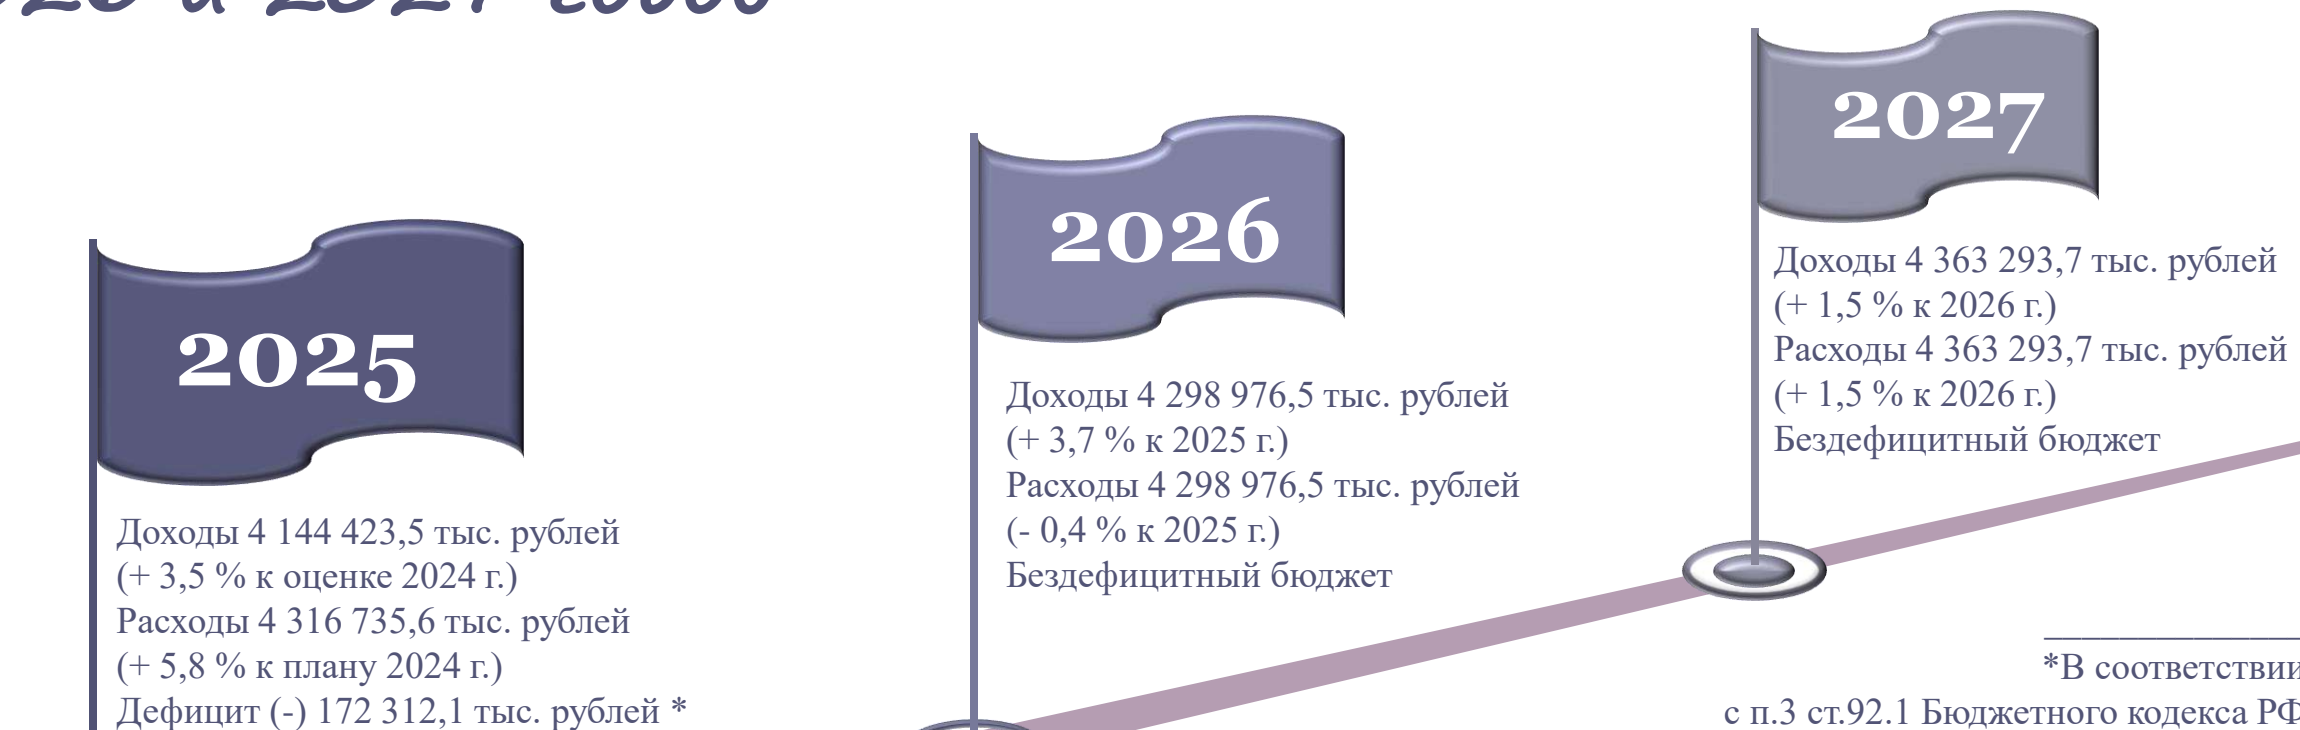 и 2027 годов
2025
Доходы 4 144 423,5 тыс. рублей
(+ 3,5 % к оценке 2024 г.)
Расходы 4 316 735,6 тыс. рублей
(+ 5,8 % к плану 2024 г.)
Дефицит (-) 172 312,1 тыс. рублей *
2026
Доходы 4 298 976,5 тыс. рублей
(+ 3,7 % к 2025 г.)
Расходы 4 298 976,5 тыс. рублей
(- 0,4 % к 2025 г.)
Бездефицитный бюджет
2027
Доходы 4 363 293,7 тыс. рублей
(+ 1,5 % к 2026 г.)
Расходы 4 363 293,7 тыс. рублей
(+ 1,5 % к 2026 г.)
Бездефицитный бюджет
*В соответствии
с п.3 ст.92.1 Бюджетного кодекса РФ